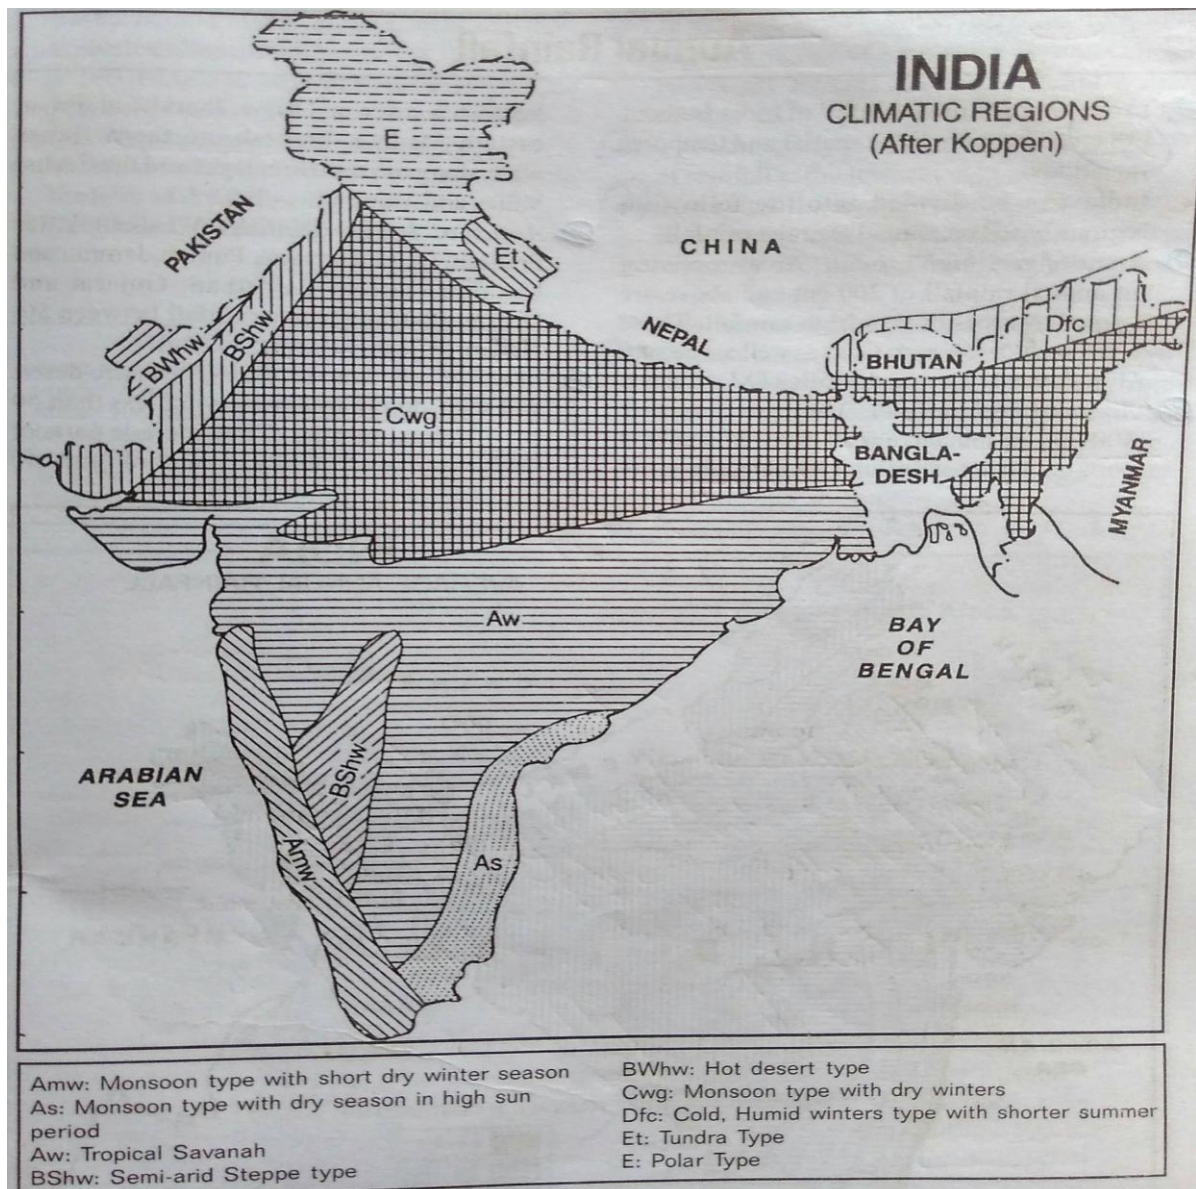 INDIA
CLIMATIC REGIONS
(After Koppen)
E
PAKISTAN
CHINA
Et
NEPAL
BWhw
BShw
Dfc
BHUTAN
Cwg
BANGLA-
DESH
MYANMAR
Aw
BAY
OF
BENGAL
ARABIAN
SEA
BShw
Amw
As
Amw: Monsoon type with short dry winter season
As: Monsoon type with dry season in high sun
period
Aw: Tropical Savanah
BShw: Semi-arid Steppe type
BWhw: Hot desert type
Cwg: Monsoon type with dry winters
Dfc: Cold, Humid winters type with shorter summer
Et: Tundra Type
E: Polar Type